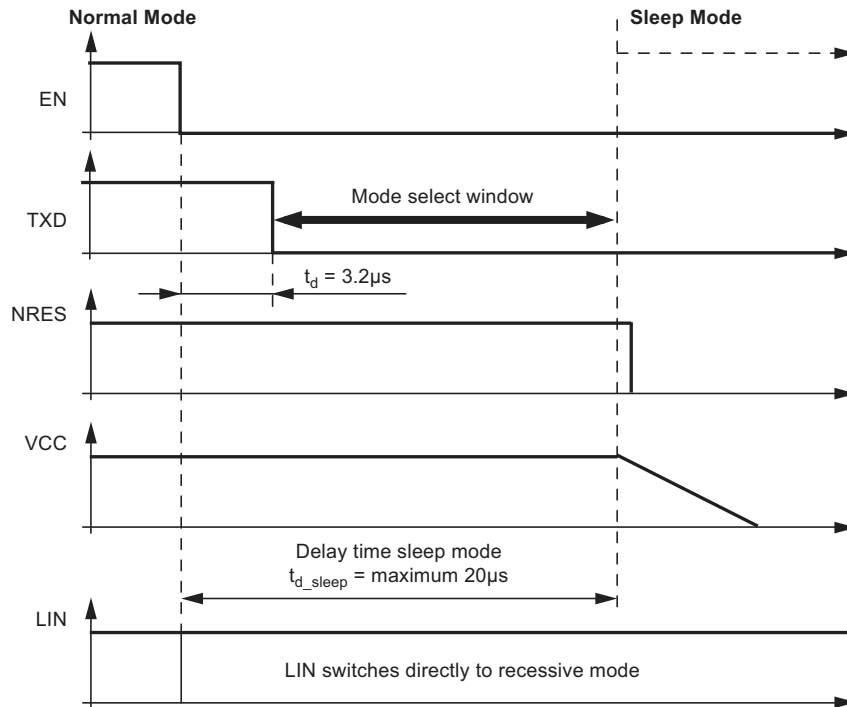 Normal Mode
Sleep Mode
EN
TXD
Mode select window
t_d = 3.2µs
NRES
VCC
Delay time sleep mode
t_d_sleep = maximum 20µs
LIN
LIN switches directly to recessive mode